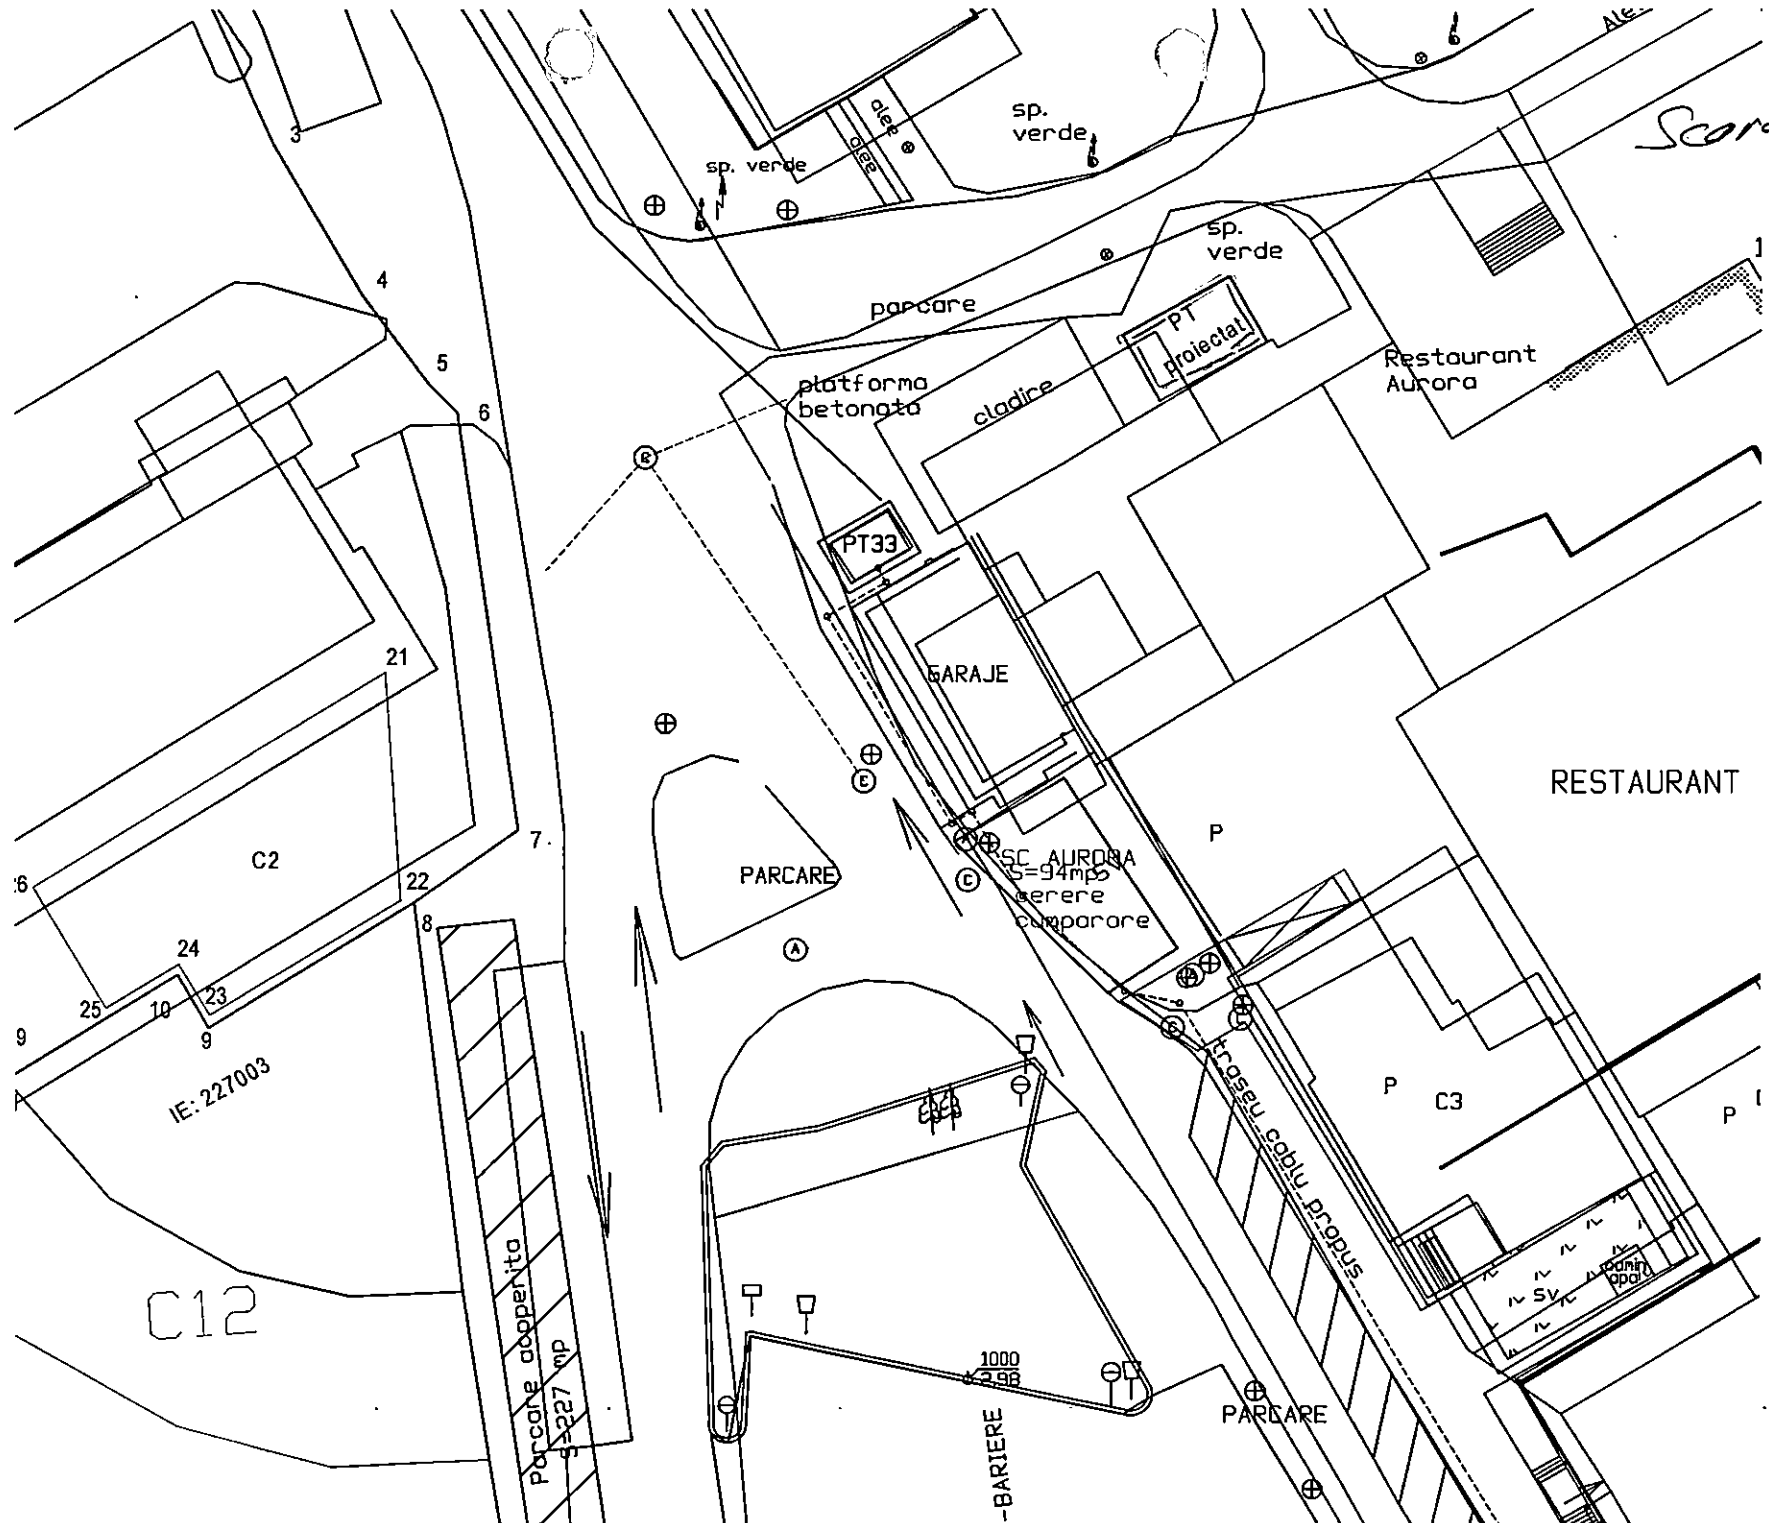 3
alee
alee
sp.
verde
sp. verde
4
sp.
verde
parcare
PT
proiectat
Restaurant
Aurora
5
platforma
betonata
cladire
6
PT33
21
GARAJE
RESTAURANT
7
P
C2
22
PARCARE
SC AURORA
S=94mp
cerere
cumparare
C
A
8
24
25
10
23
9
9
IE: 227003
traseu cablu propus
P
C3
P
C12
Parcare acoperita
S=227 mp
SV
1000
2,98
PARCARE
-BARIERE